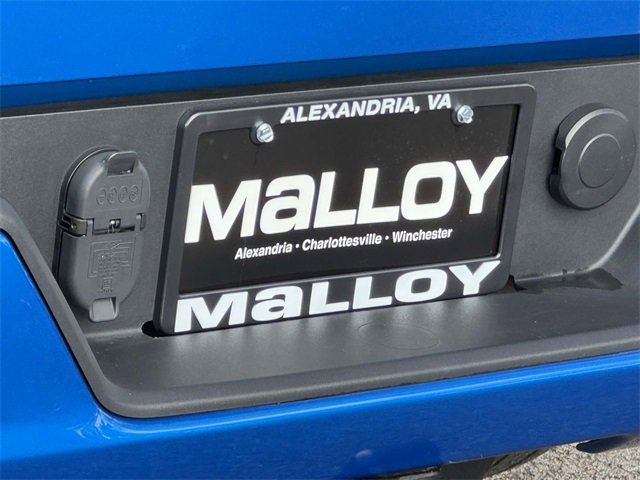 ALEXANDRIA, VA
MALLOY
Alexandria • Charlottesville • Winchester
MALLOY